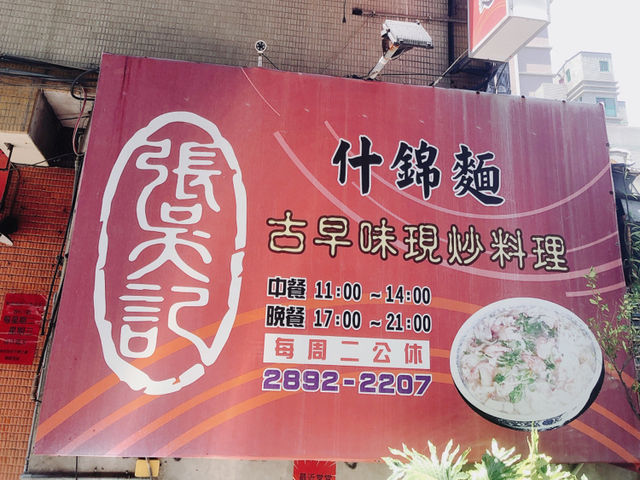 張吳記
什錦麵
古早味現炒料理
中餐 11:00 ~ 14:00
晚餐 17:00 ~ 21:00
每周二公休
2892-2207